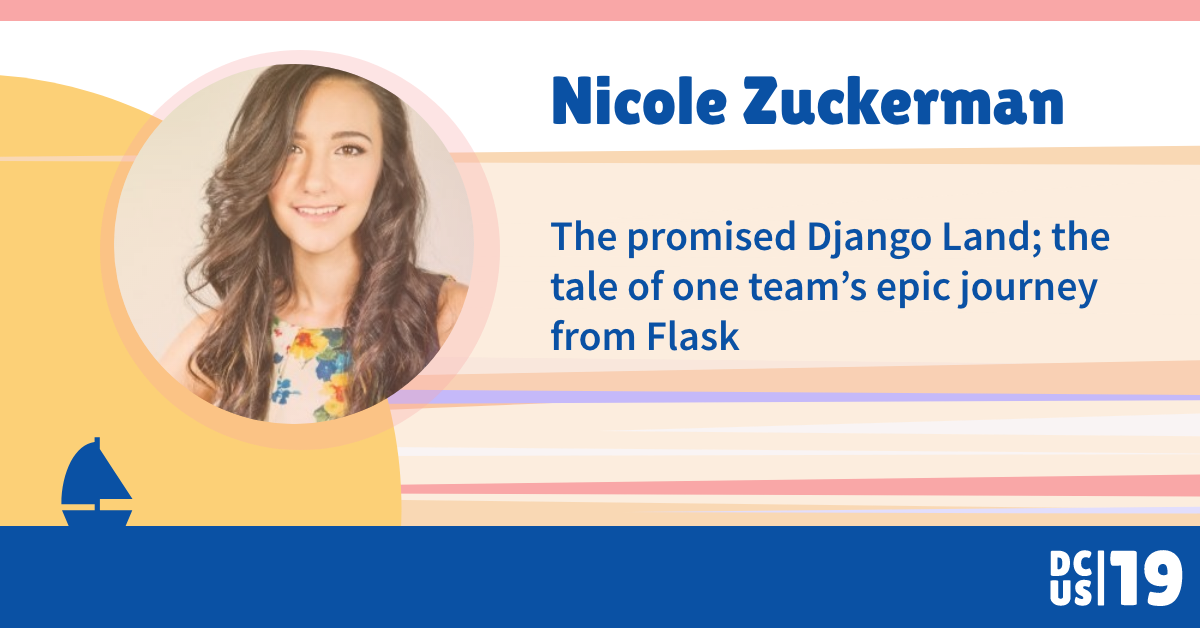 Nicole Zuckerman
The promised Django Land; the
tale of one team’s epic journey
from Flask
DC
US
19